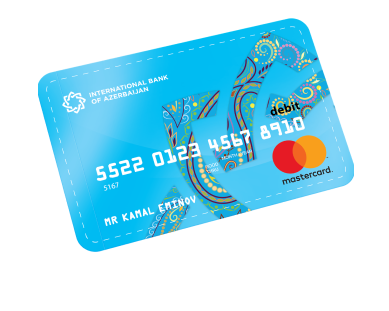 INTERNATIONAL BANK
OF AZERBAIJAN
debit
5522 0123 4567 8910
5167
MR KAMAL EMINOV
mastercard.